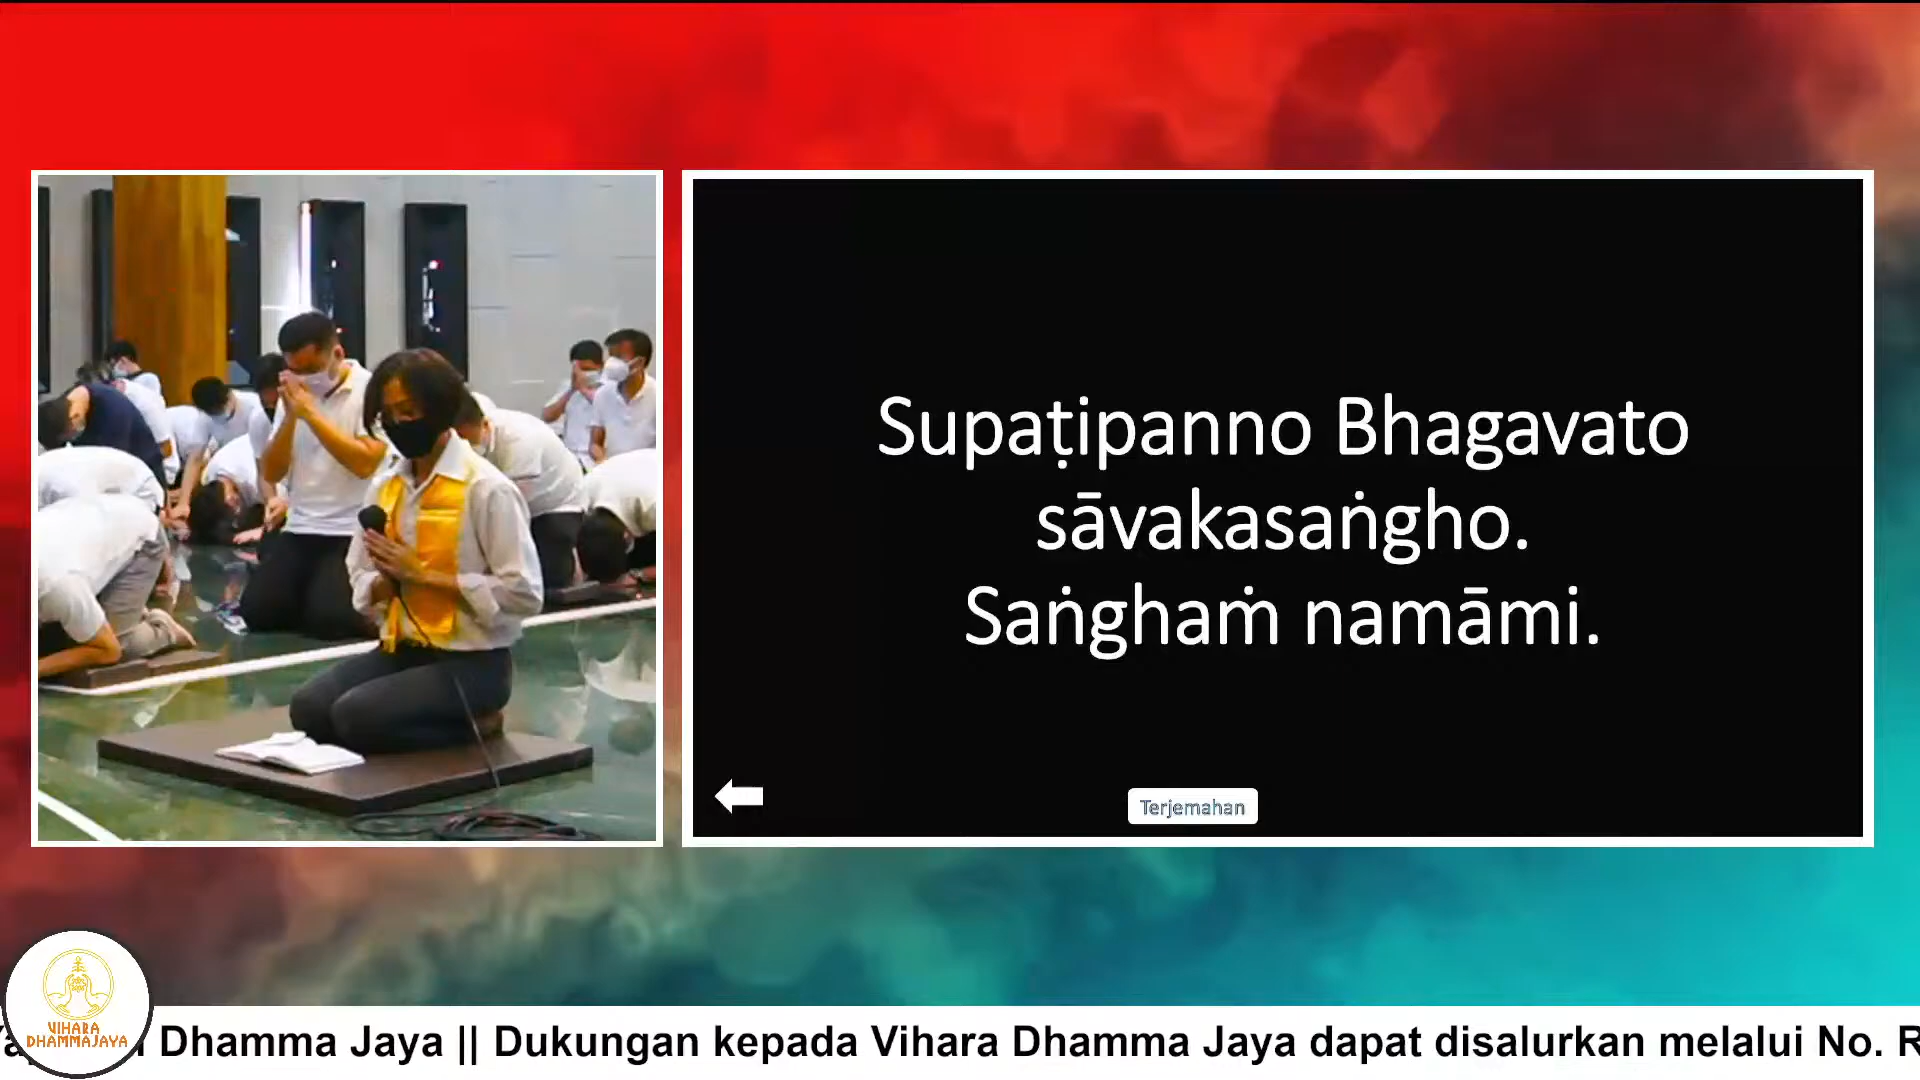 Supaṭipanno Bhagavato
sāvakasaṅgho.
Saṅghaṁ namāmi.
Terjemahan
VIHARA
DHAMMAJAYA
Dhamma Jaya || Dukungan kepada Vihara Dhamma Jaya dapat disalurkan melalui No.